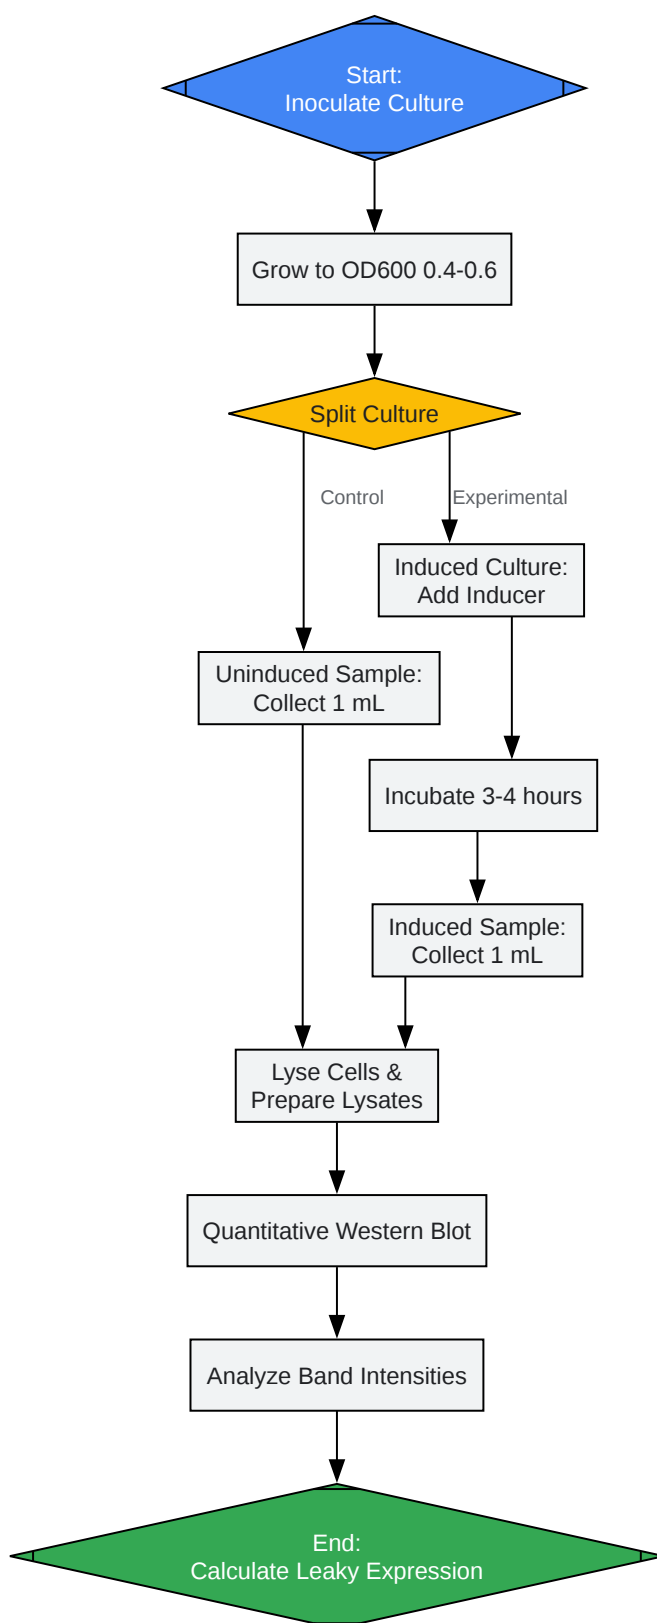 Start:
Inoculate Culture
Grow to OD600 0.4-0.6
Split Culture
Control
Experimental
Induced Culture:
Add Inducer
Uninduced Sample:
Collect 1 mL
Incubate 3-4 hours
Induced Sample:
Collect 1 mL
Lyse Cells &
Prepare Lysates
Quantitative Western Blot
Analyze Band Intensities
End:
Calculate Leaky Expression